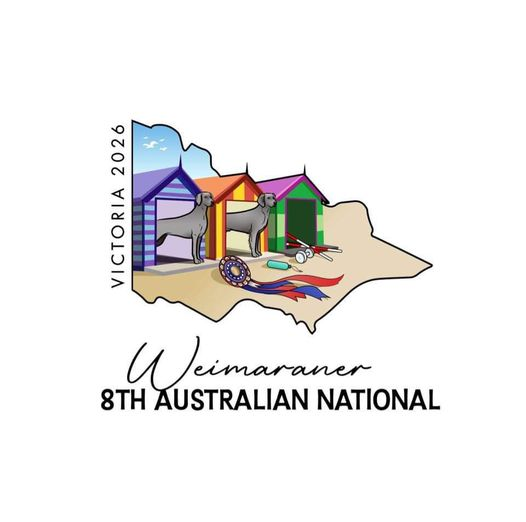 VICTORIA 2026
Weimaraner
8TH AUSTRALIAN NATIONAL